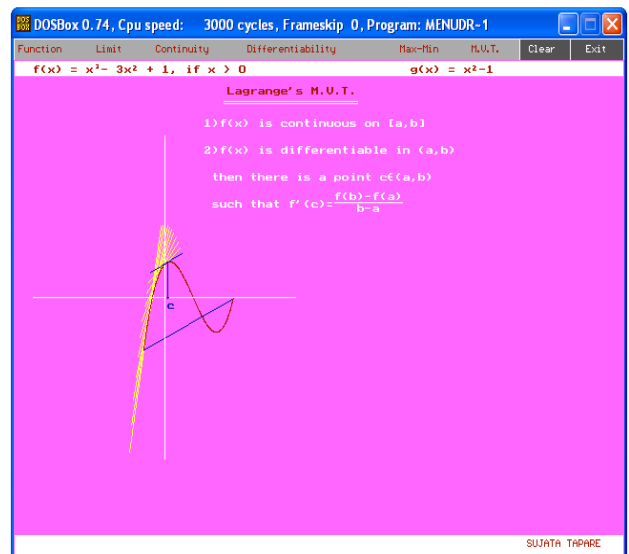 DOS BOX DOSBox 0.74, Cpu speed: 3000 cycles, Frameskip 0, Program: MENUDR~1
Function Limit Continuity Differentiability Max-Min M.V.T. Clear Exit
f(x) = x³- 3x² + 1, if x > 0 g(x) = x²-1
Lagrange's M.V.T.
1)f(x) is continuous on [a,b]
2)f(x) is differentiable in (a,b)
then there is a point c∈(a,b)
such that f'(c)=f(b)-f(a)/b-a
c
SUJATA TAPARE